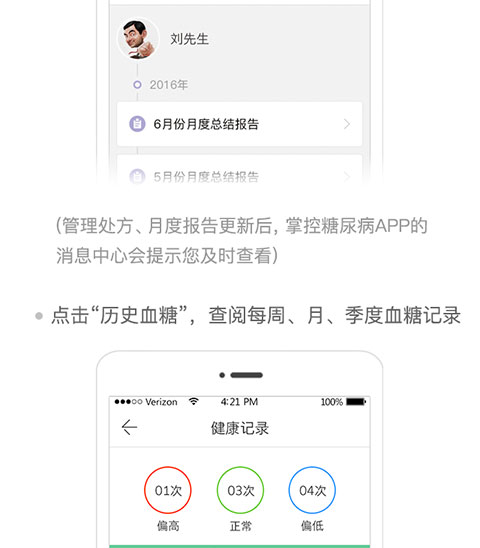 刘先生
2016年
6月份月度总结报告
5月份月度总结报告
(管理处方、月度报告更新后，掌控糖尿病APP的
消息中心会提示您及时查看)
点击“历史血糖”，查阅每周、月、季度血糖记录
Verizon 4:21 PM 100%
健康记录
01次 03次 04次
偏高 正常 偏低